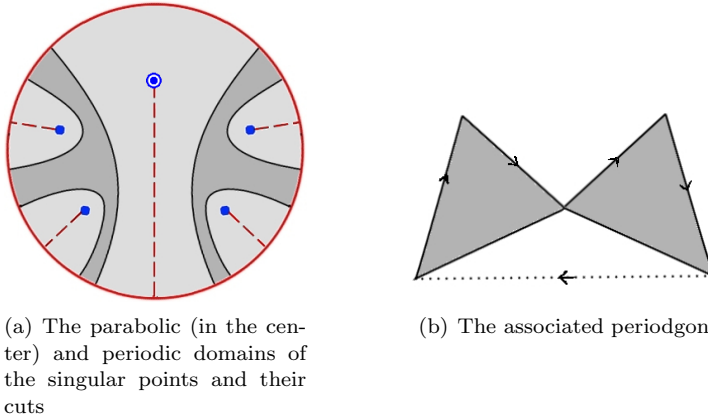 (a) The parabolic (in the cen-
ter) and periodic domains of
the singular points and their
cuts
(b) The associated periodgon